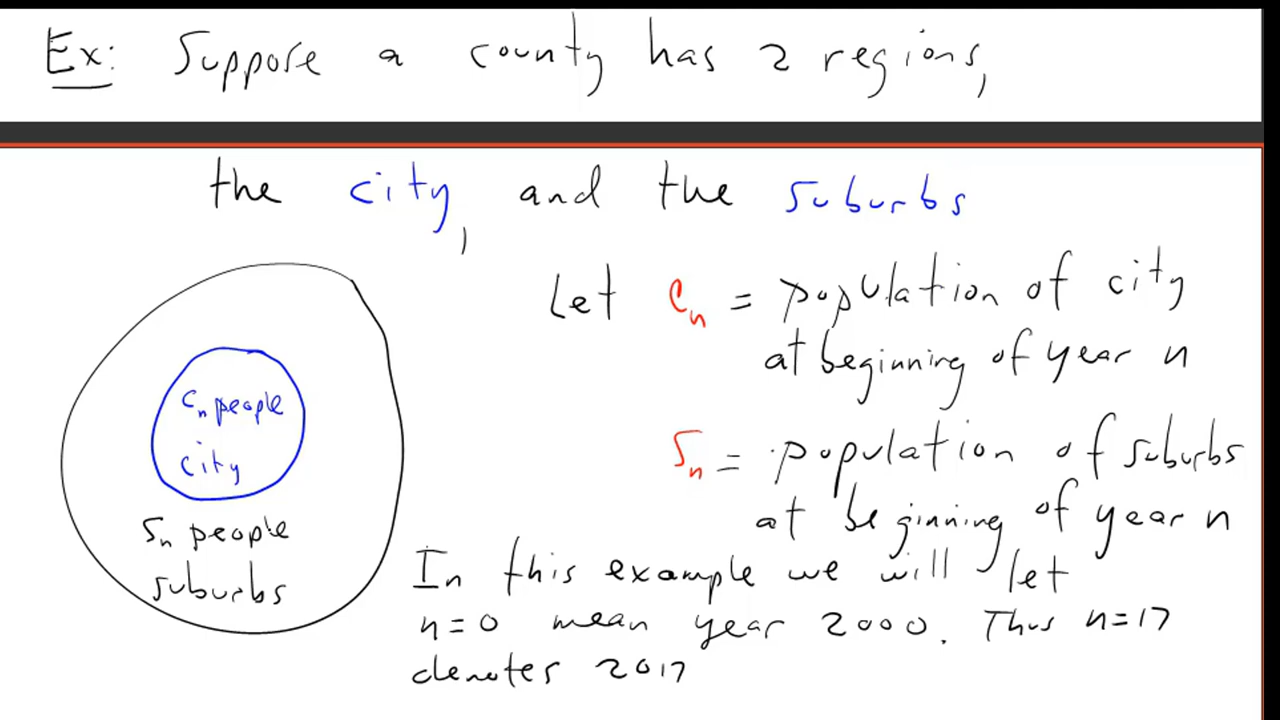 Ex: Suppose a county has 2 regions,
the city, and the suburbs
Let cₙ = population of city
at beginning of year n
sₙ = population of suburbs
at beginning of year n
cₙ people
city
sₙ people
suburbs
In this example we will let
n=0 mean year 2000. Thus n=17
denotes 2017